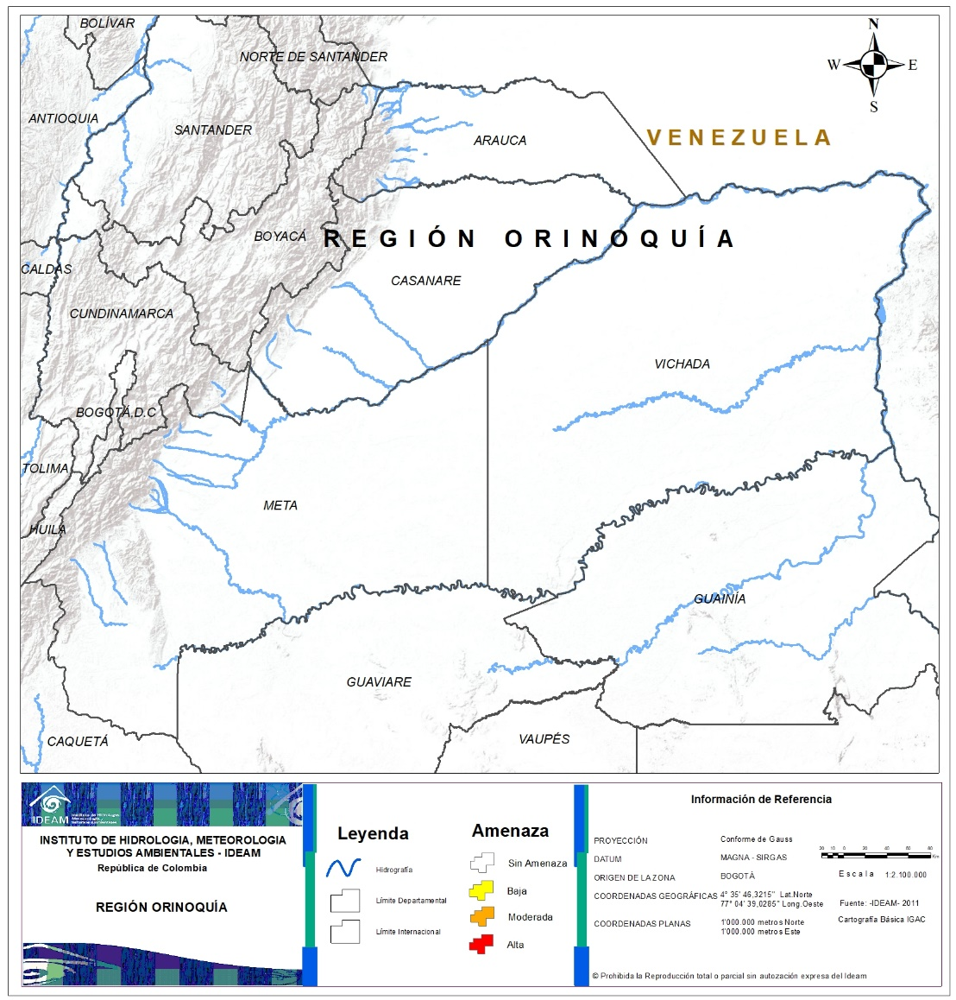 BOLÍVAR
N
NORTE DE SANTANDER
W
E
S
ANTIOQUIA
SANTANDER
ARAUCA
VENEZUELA
BOYACÁ
REGIÓN ORINOQUÍA
CALDAS
CASANARE
CUNDINAMARCA
VICHADA
BOGOTÁ,D.C
TOLIMA
META
HUILA
GUAINÍA
GUAVIARE
CAQUETÁ
VAUPÉS
IDEAM
INSTITUTO DE HIDROLOGIA, METEOROLOGIA
Y ESTUDIOS AMBIENTALES - IDEAM
República de Colombia
REGIÓN ORINOQUÍA
Leyenda
Hidrografía
Límite Departamental
Límite Internacional
Amenaza
Sin Amenaza
Baja
Moderada
Alta
Información de Referencia
PROYECCIÓN Conforme de Gauss
DATUM MAGNA - SIRGAS
ORIGEN DE LA ZONA BOGOTÁ
COORDENADAS GEOGRÁFICAS 4° 35' 46,3215" Lat.Norte
77° 04' 39,0285" Long.Oeste
COORDENADAS PLANAS 1'000.000 metros Norte
1'000.000 metros Este
Km
Escala 1:2.100.000
Fuente: -IDEAM- 2011
Cartografía Básica IGAC
© Prohibida la Reproducción total o parcial sin autozación expresa del Ideam